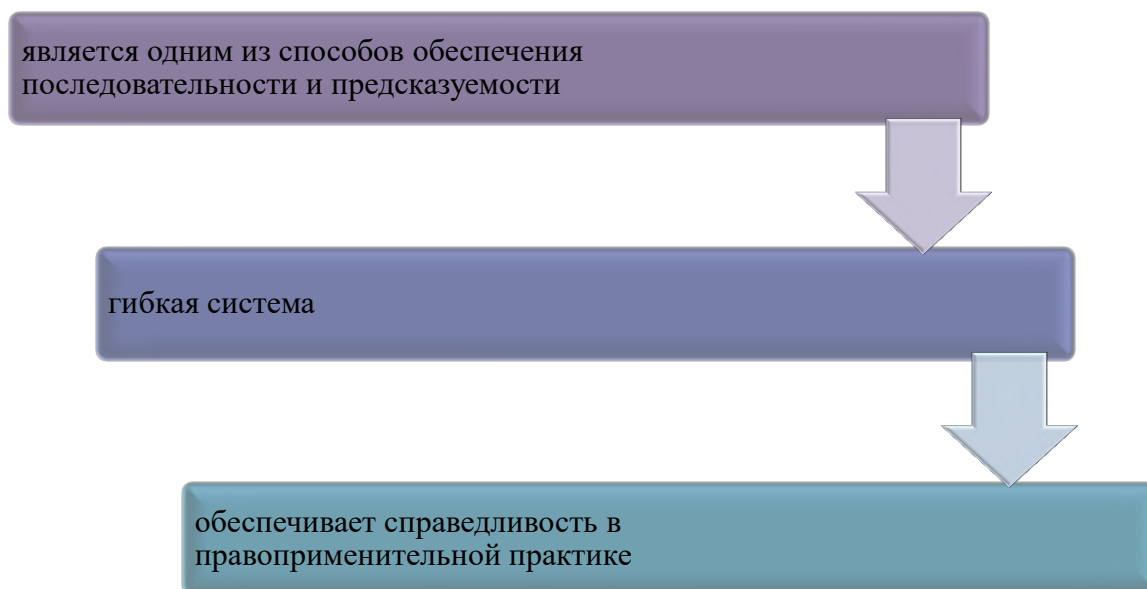 является одним из способов обеспечения
последовательности и предсказуемости
гибкая система
обеспечивает справедливость в
правоприменительной практике